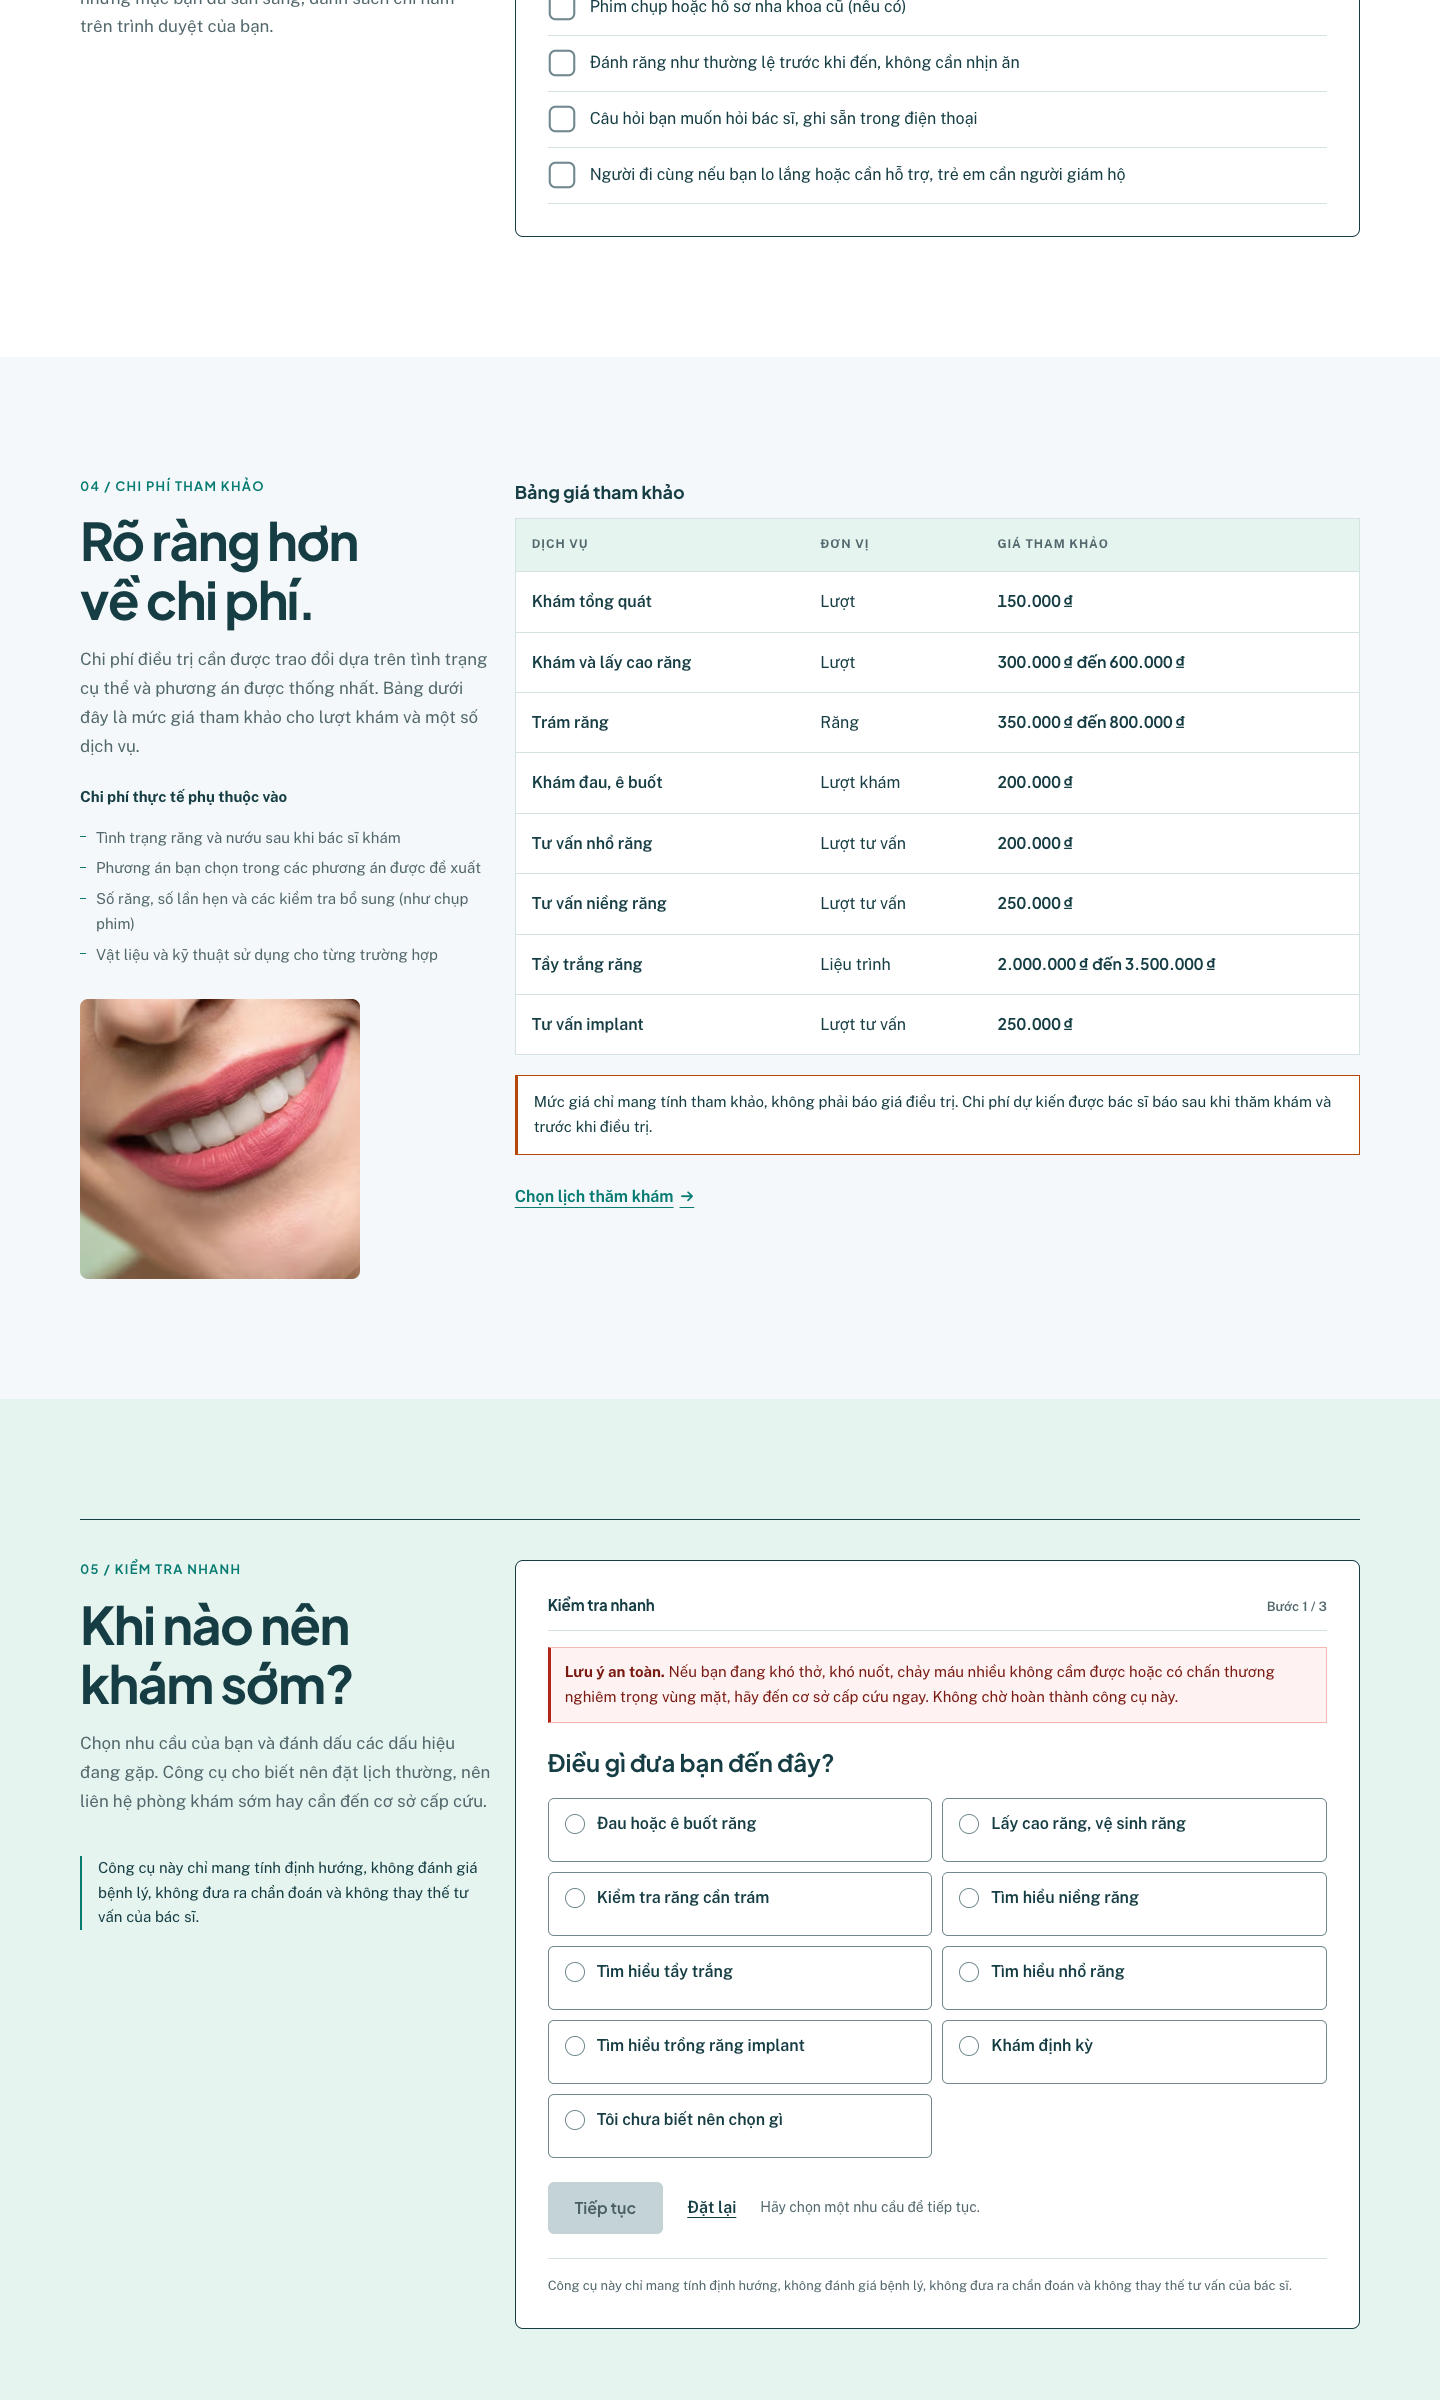 trên trình duyệt của bạn.
Phim chụp hoặc hồ sơ nha khoa cũ (nếu có)
Đánh răng như thường lệ trước khi đến, không cần nhịn ăn
Câu hỏi bạn muốn hỏi bác sĩ, ghi sẵn trong điện thoại
Người đi cùng nếu bạn lo lắng hoặc cần hỗ trợ, trẻ em cần người giám hộ
04 / CHI PHÍ THAM KHẢO
Rõ ràng hơn
về chi phí.
Chi phí điều trị cần được trao đổi dựa trên tình trạng
cụ thể và phương án được thống nhất. Bảng dưới
đây là mức giá tham khảo cho lượt khám và một số
dịch vụ.
Chi phí thực tế phụ thuộc vào
– Tình trạng răng và nướu sau khi bác sĩ khám
– Phương án bạn chọn trong các phương án được đề xuất
– Số răng, số lần hẹn và các kiểm tra bổ sung (như chụp
phim)
– Vật liệu và kỹ thuật sử dụng cho từng trường hợp
Bảng giá tham khảo
DỊCH VỤ ĐƠN VỊ GIÁ THAM KHẢO
Khám tổng quát Lượt 150.000 ₫
Khám và lấy cao răng Lượt 300.000 ₫ đến 600.000 ₫
Trám răng Răng 350.000 ₫ đến 800.000 ₫
Khám đau, ê buốt Lượt khám 200.000 ₫
Tư vấn nhổ răng Lượt tư vấn 200.000 ₫
Tư vấn niềng răng Lượt tư vấn 250.000 ₫
Tẩy trắng răng Liệu trình 2.000.000 ₫ đến 3.500.000 ₫
Tư vấn implant Lượt tư vấn 250.000 ₫
Mức giá chỉ mang tính tham khảo, không phải báo giá điều trị. Chi phí dự kiến được bác sĩ báo sau khi thăm khám và
trước khi điều trị.
Chọn lịch thăm khám →
05 / KIỂM TRA NHANH
Khi nào nên
khám sớm?
Chọn nhu cầu của bạn và đánh dấu các dấu hiệu
đang gặp. Công cụ cho biết nên đặt lịch thường, nên
liên hệ phòng khám sớm hay cần đến cơ sở cấp cứu.
Công cụ này chỉ mang tính định hướng, không đánh giá
bệnh lý, không đưa ra chẩn đoán và không thay thế tư
vấn của bác sĩ.
Kiểm tra nhanh Bước 1 / 3
Lưu ý an toàn. Nếu bạn đang khó thở, khó nuốt, chảy máu nhiều không cầm được hoặc có chấn thương
nghiêm trọng vùng mặt, hãy đến cơ sở cấp cứu ngay. Không chờ hoàn thành công cụ này.
Điều gì đưa bạn đến đây?
Đau hoặc ê buốt răng Lấy cao răng, vệ sinh răng
Kiểm tra răng cần trám Tìm hiểu niềng răng
Tìm hiểu tẩy trắng Tìm hiểu nhổ răng
Tìm hiểu trồng răng implant Khám định kỳ
Tôi chưa biết nên chọn gì
Tiếp tục Đặt lại Hãy chọn một nhu cầu để tiếp tục.
Công cụ này chỉ mang tính định hướng, không đánh giá bệnh lý, không đưa ra chẩn đoán và không thay thế tư vấn của bác sĩ.